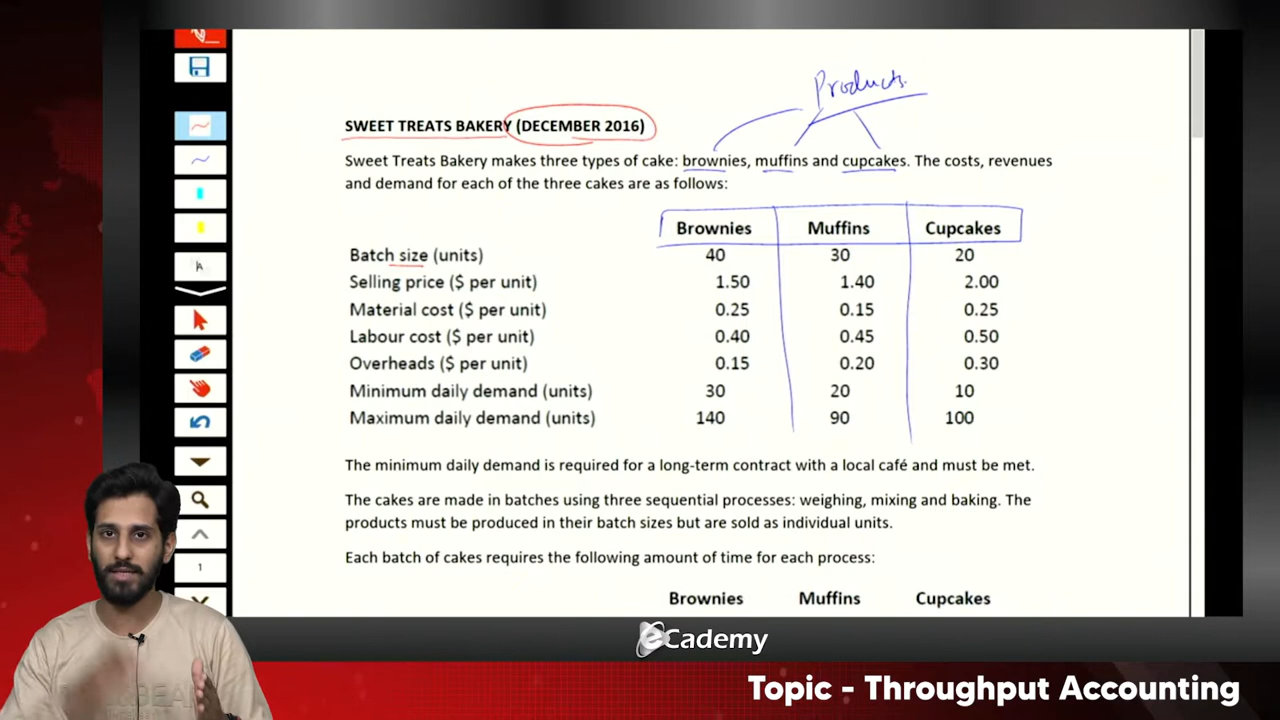 Products.
SWEET TREATS BAKERY (DECEMBER 2016)
Sweet Treats Bakery makes three types of cake: brownies, muffins and cupcakes. The costs, revenues
and demand for each of the three cakes are as follows:
Brownies Muffins Cupcakes
Batch size (units) 40 30 20
Selling price ($ per unit) 1.50 1.40 2.00
Material cost ($ per unit) 0.25 0.15 0.25
Labour cost ($ per unit) 0.40 0.45 0.50
Overheads ($ per unit) 0.15 0.20 0.30
Minimum daily demand (units) 30 20 10
Maximum daily demand (units) 140 90 100
The minimum daily demand is required for a long-term contract with a local café and must be met.
The cakes are made in batches using three sequential processes: weighing, mixing and baking. The
products must be produced in their batch sizes but are sold as individual units.
1
Each batch of cakes requires the following amount of time for each process:
Brownies Muffins Cupcakes
eCademy
Topic - Throughput Accounting